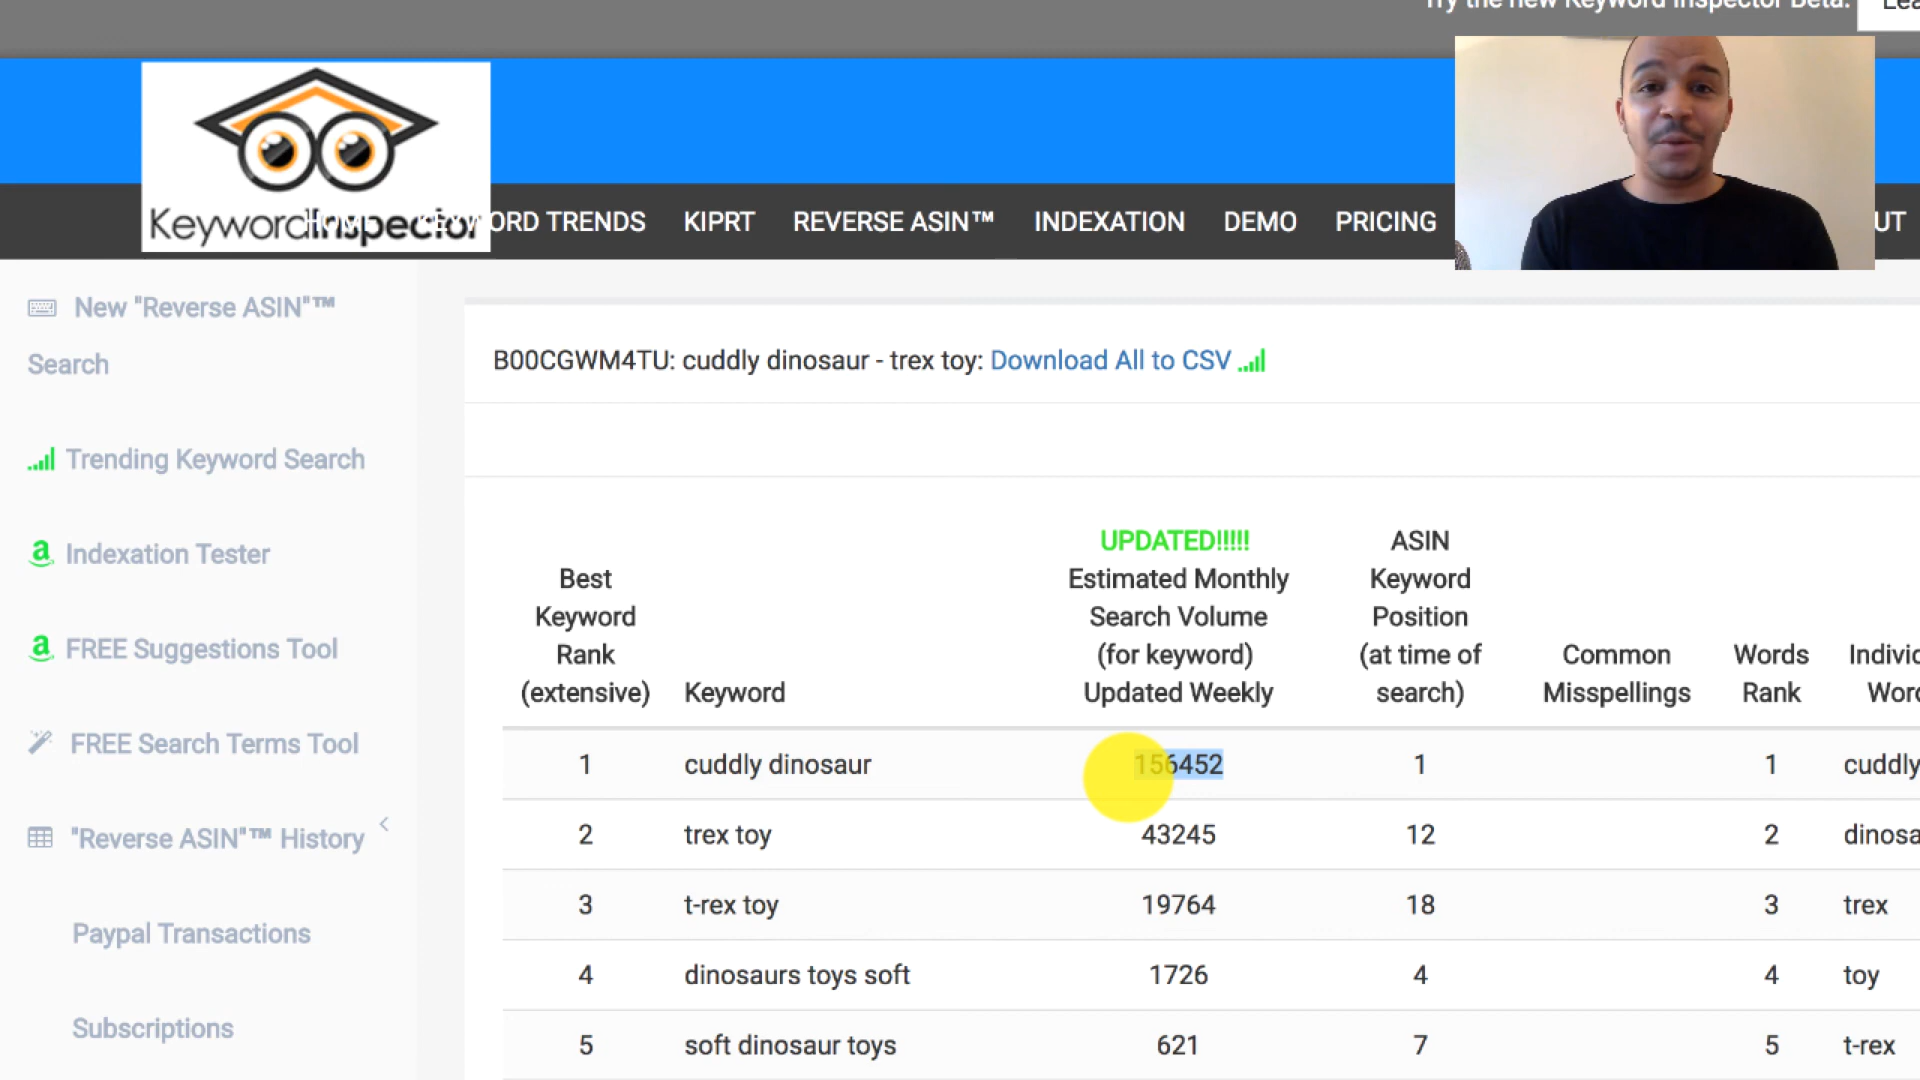 Try the new Keyword Inspector Beta.
KeywordInspector
KEYWORD TRENDS KIPRT REVERSE ASIN™ INDEXATION DEMO PRICING UT
New "Reverse ASIN"™
Search
Trending Keyword Search
Indexation Tester
FREE Suggestions Tool
FREE Search Terms Tool
"Reverse ASIN"™ History
Paypal Transactions
Subscriptions
B00CGWM4TU: cuddly dinosaur - trex toy: Download All to CSV
UPDATED!!!!! ASIN
Best Estimated Monthly Keyword
Keyword Search Volume Position
Rank (for keyword) (at time of Common Words Individ
(extensive) Keyword Updated Weekly search) Misspellings Rank Word
1 cuddly dinosaur 156452 1 1 cuddly
2 trex toy 43245 12 2 dinosa
3 t-rex toy 19764 18 3 trex
4 dinosaurs toys soft 1726 4 4 toy
5 soft dinosaur toys 621 7 5 t-rex